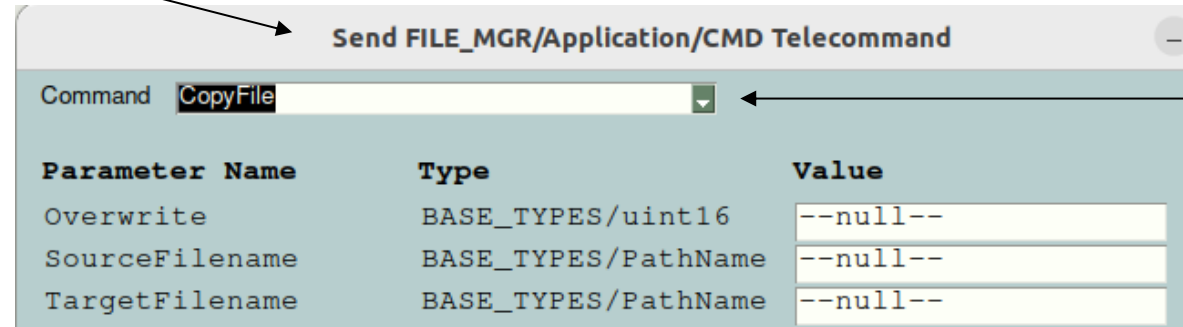 Send FILE_MGR/Application/CMD Telecommand
Command CopyFile
Parameter Name Type Value
Overwrite BASE_TYPES/uint16 --null--
SourceFilename BASE_TYPES/PathName --null--
TargetFilename BASE_TYPES/PathName --null--